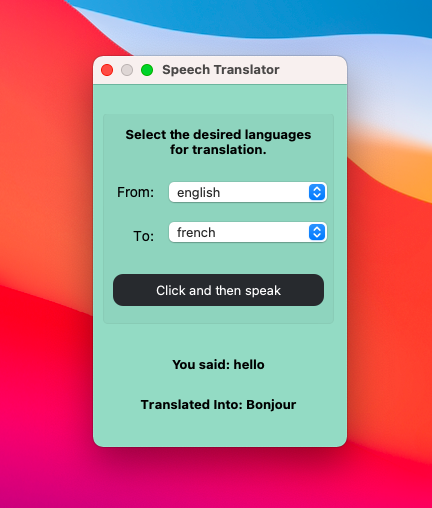 Speech Translator
Select the desired languages
for translation.
From: english
To: french
Click and then speak
You said: hello
Translated Into: Bonjour